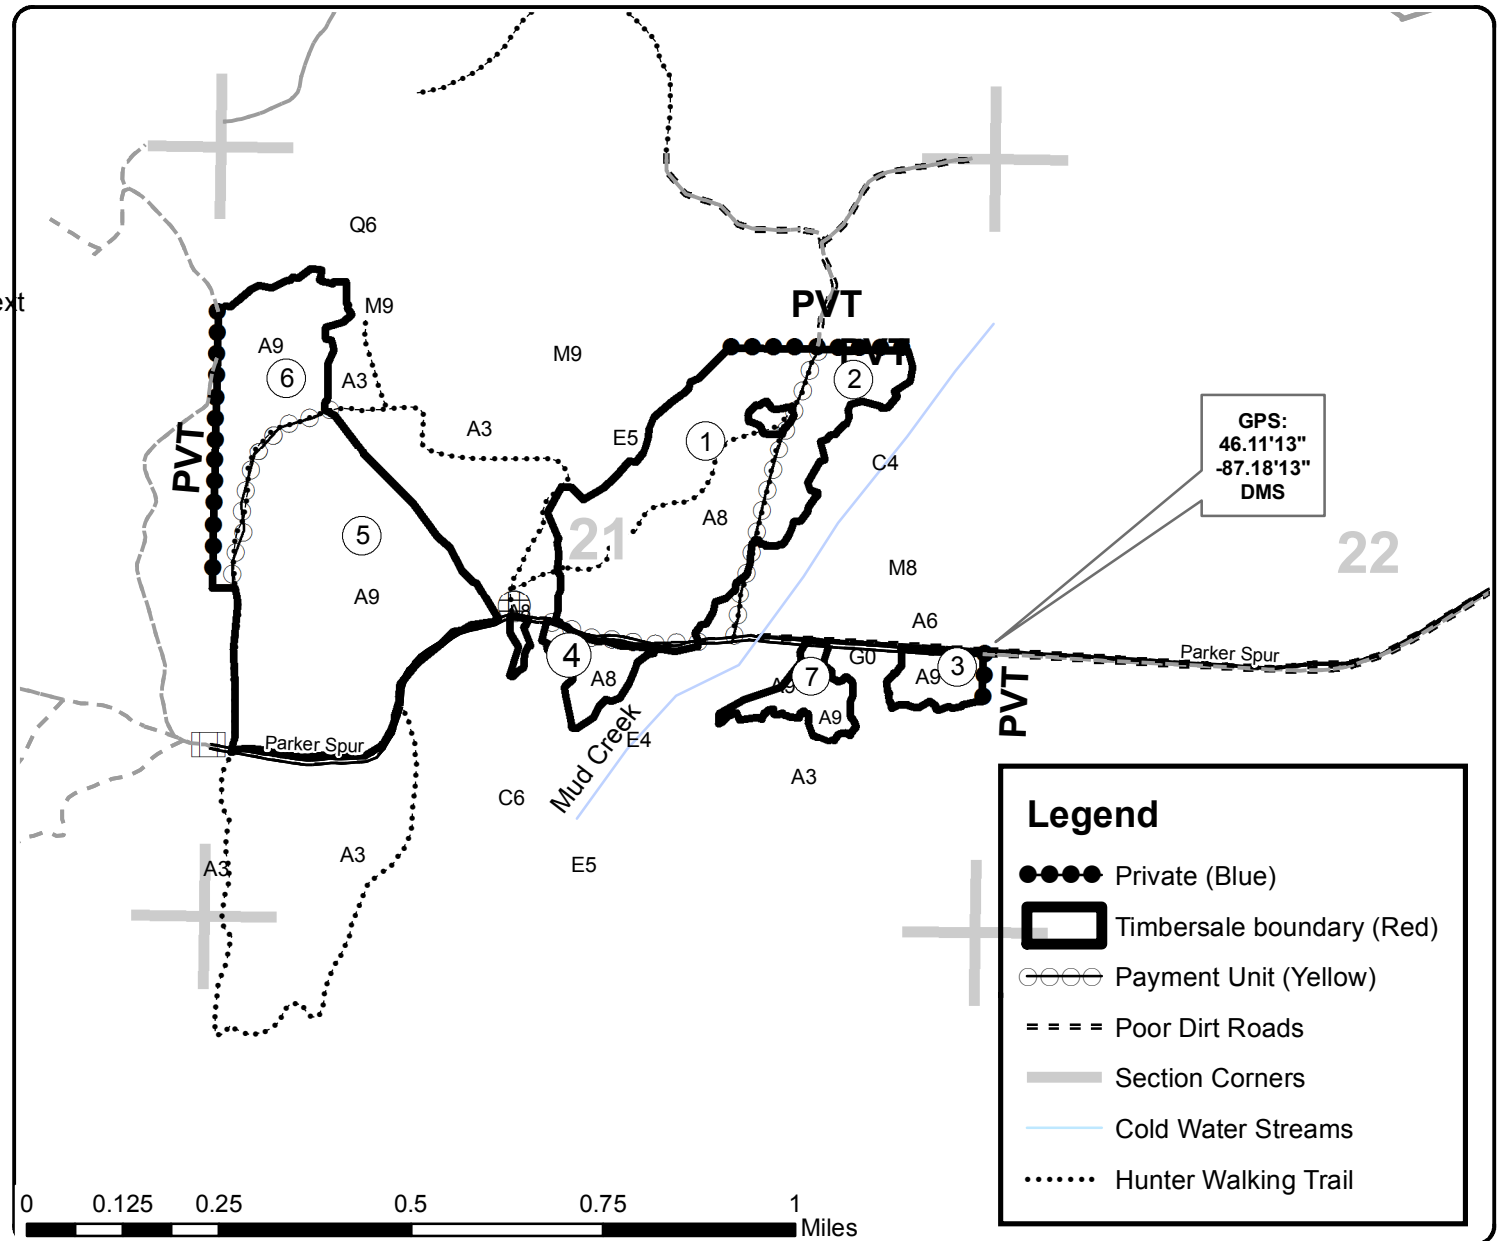 Q6
ext
M9
PVT
A9
M9
PVT
6
A3
2
A3
E5
1
GPS:
46.11'13"
-87.18'13"
DMS
PVT
C4
A8
5
21
22
M8
A9
A8
A6
4
G0
3
Parker Spur
A8
7
A9
A9
PVT
A9
Parker Spur
E4
Mud Creek
A3
C6
A3
E5
A3
Legend
Private (Blue)
Timbersale boundary (Red)
Payment Unit (Yellow)
Poor Dirt Roads
Section Corners
Cold Water Streams
Hunter Walking Trail
0 0.125 0.25 0.5 0.75 1
Miles